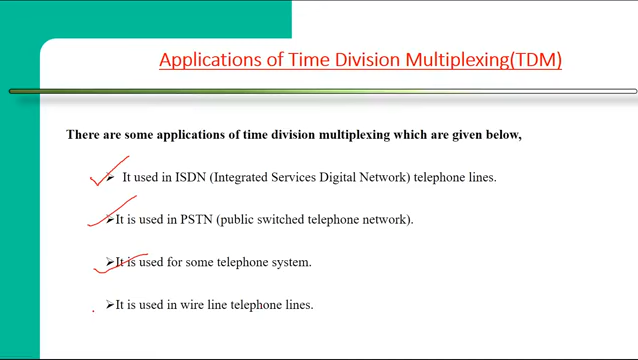 Applications of Time Division Multiplexing(TDM)
There are some applications of time division multiplexing which are given below,
It used in ISDN (Integrated Services Digital Network) telephone lines.
It is used in PSTN (public switched telephone network).
It is used for some telephone system.
It is used in wire line telephone lines.